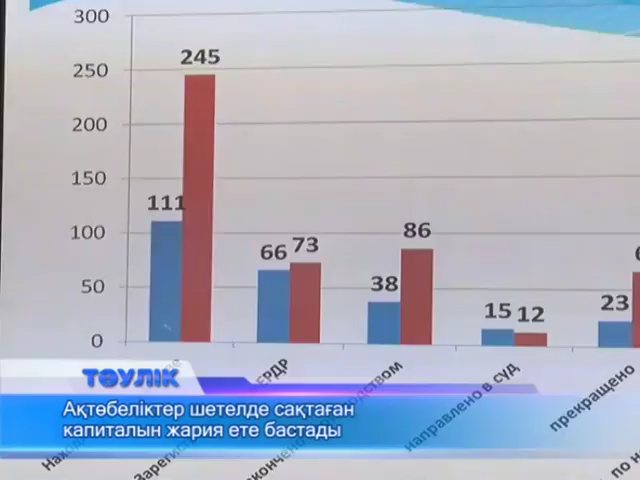 300
250
245
200
150
111
100
86
66
73
50
38
15
12
23
0
ЕРДР
направлено в суд
прекращено
по
ТӘУЛІК
Ақтөбеліктер шетелде сақтаған
капиталын жария ете бастады